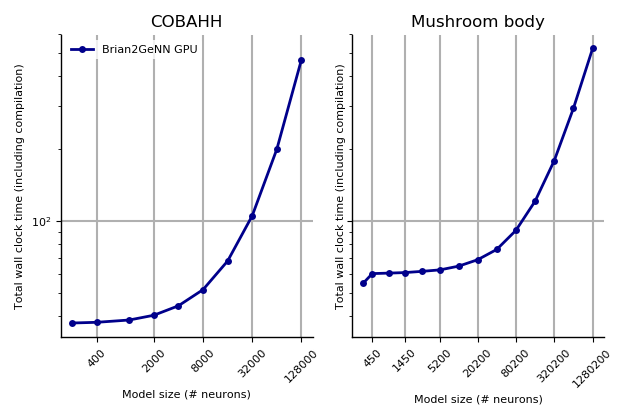 COBAHH
Mushroom body
Brian2GeNN GPU
Total wall clock time (including compilation)
10²
400
2000
8000
32000
128000
Model size (# neurons)
Total wall clock time (including compilation)
450
1450
5200
20200
80200
320200
1280200
Model size (# neurons)